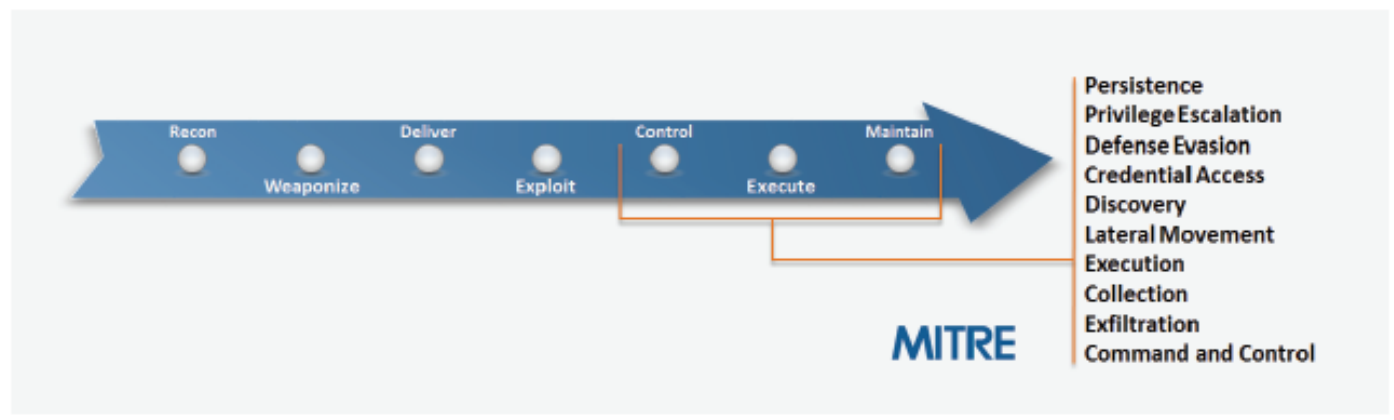 Recon
Weaponize
Deliver
Exploit
Control
Execute
Maintain
Persistence
Privilege Escalation
Defense Evasion
Credential Access
Discovery
Lateral Movement
Execution
Collection
Exfiltration
Command and Control
MITRE